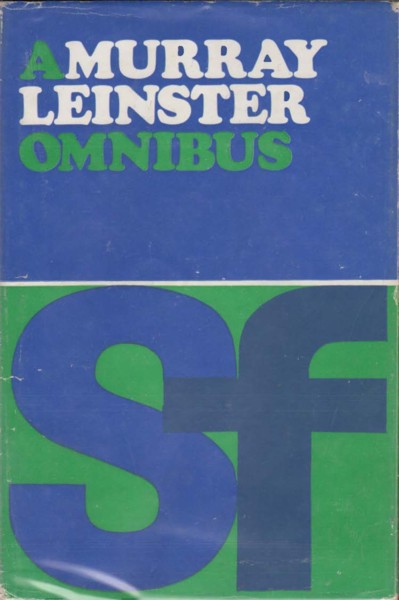 A MURRAY
LEINSTER
OMNIBUS
Sf